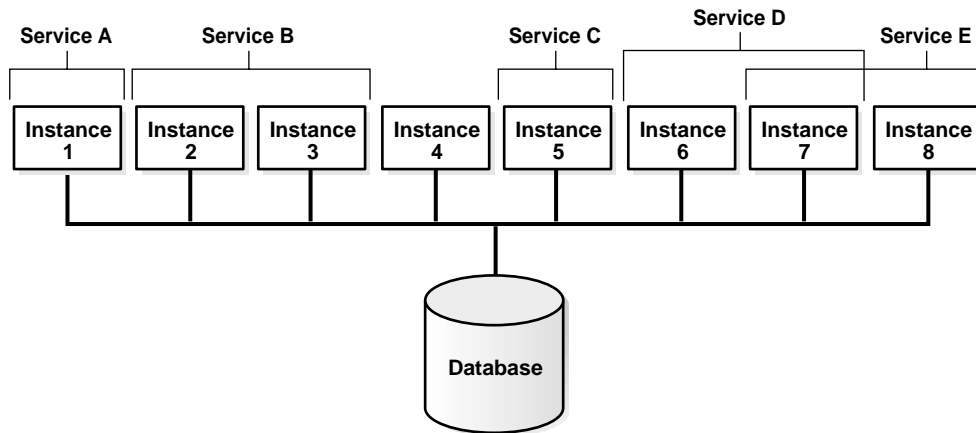 Service D
Service A
Service B
Service C
Service E
Instance
1
Instance
2
Instance
3
Instance
4
Instance
5
Instance
6
Instance
7
Instance
8
Database